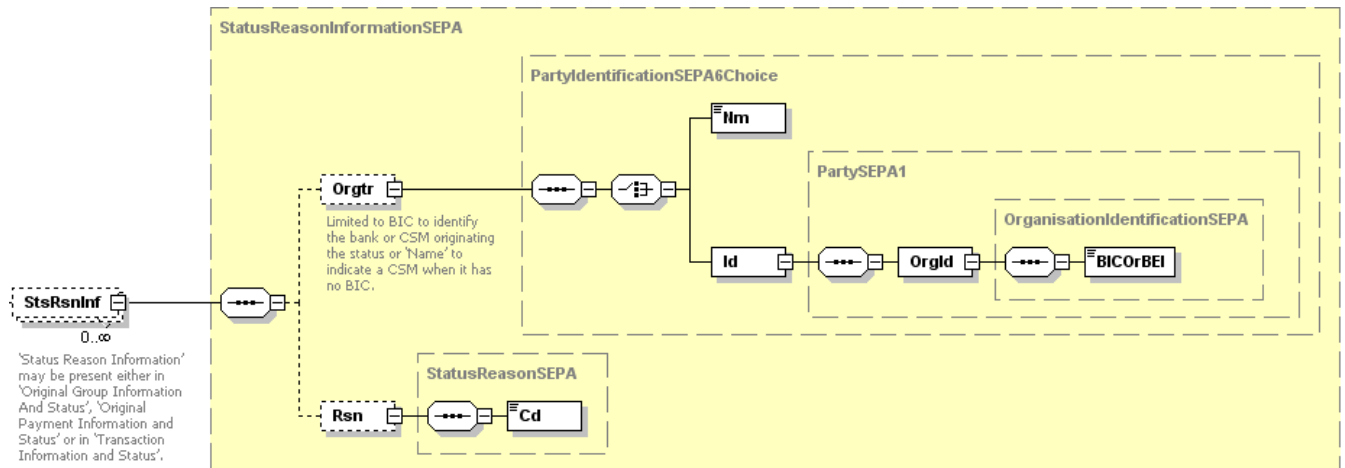 StatusReasonInformationSEPA
PartyIdentificationSEPA6Choice
Nm
PartySEPA1
Orgtr
OrganisationIdentificationSEPA
Limited to BIC to identify
the bank or CSM originating
the status or 'Name' to
indicate a CSM when it has
no BIC.
Id
OrgId
BICOrBEI
StsRsnInf
0..∞
'Status Reason Information'
may be present either in
'Original Group Information
And Status', 'Original
Payment Information and
Status' or in 'Transaction
Information and Status'.
StatusReasonSEPA
Rsn
Cd